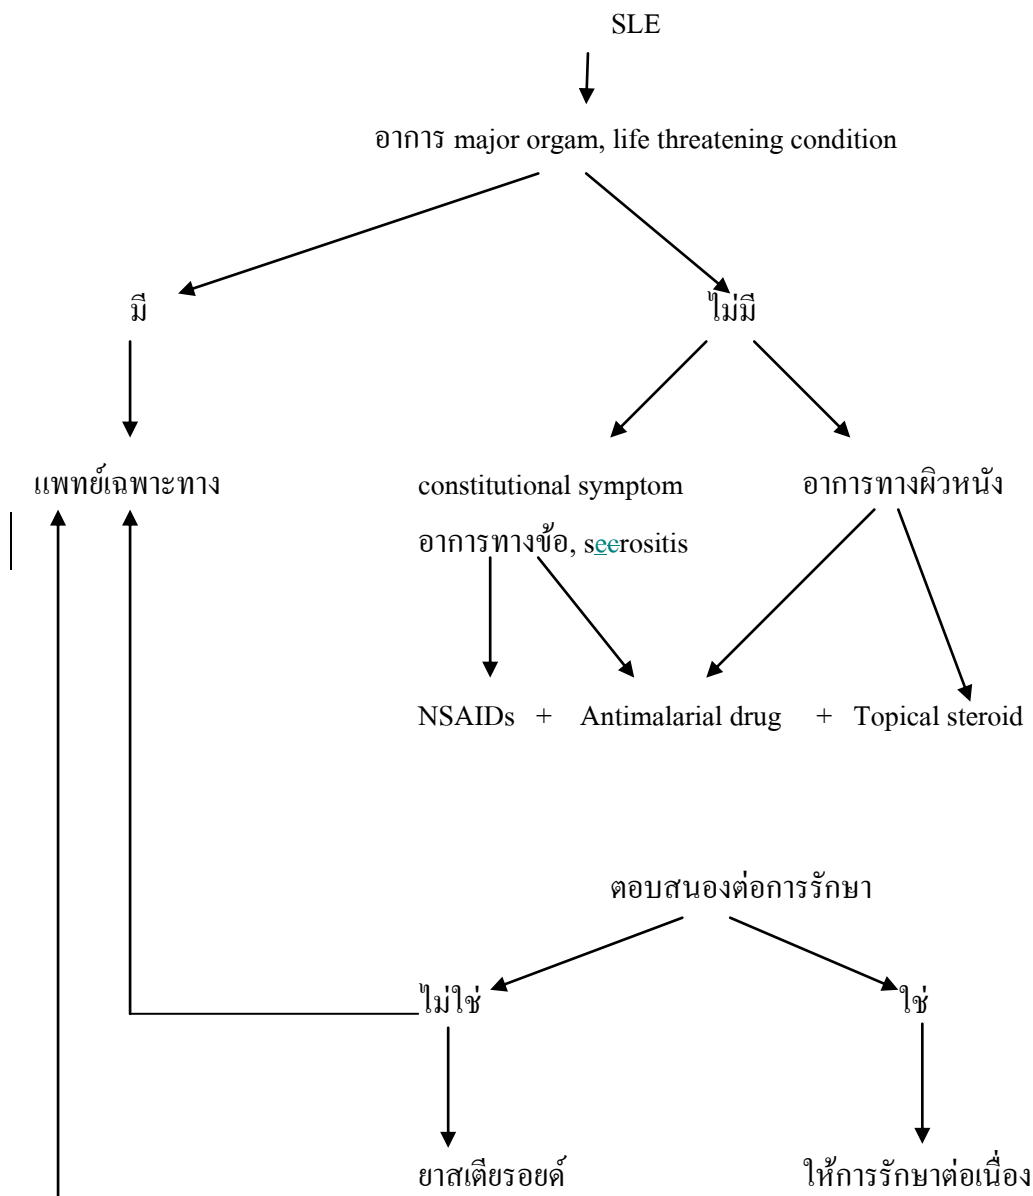 SLE
อาการ major orgam, life threatening condition
มี ไม่มี
แพทย์เฉพาะทาง constitutional symptom อาการทางผิวหนัง
อาการทางข้อ, seerositis
NSAIDs + Antimalarial drug + Topical steroid
ตอบสนองต่อการรักษา
ไม่ใช่ ใช่
ยาสเตียรอยด์ ให้การรักษาต่อเนื่อง